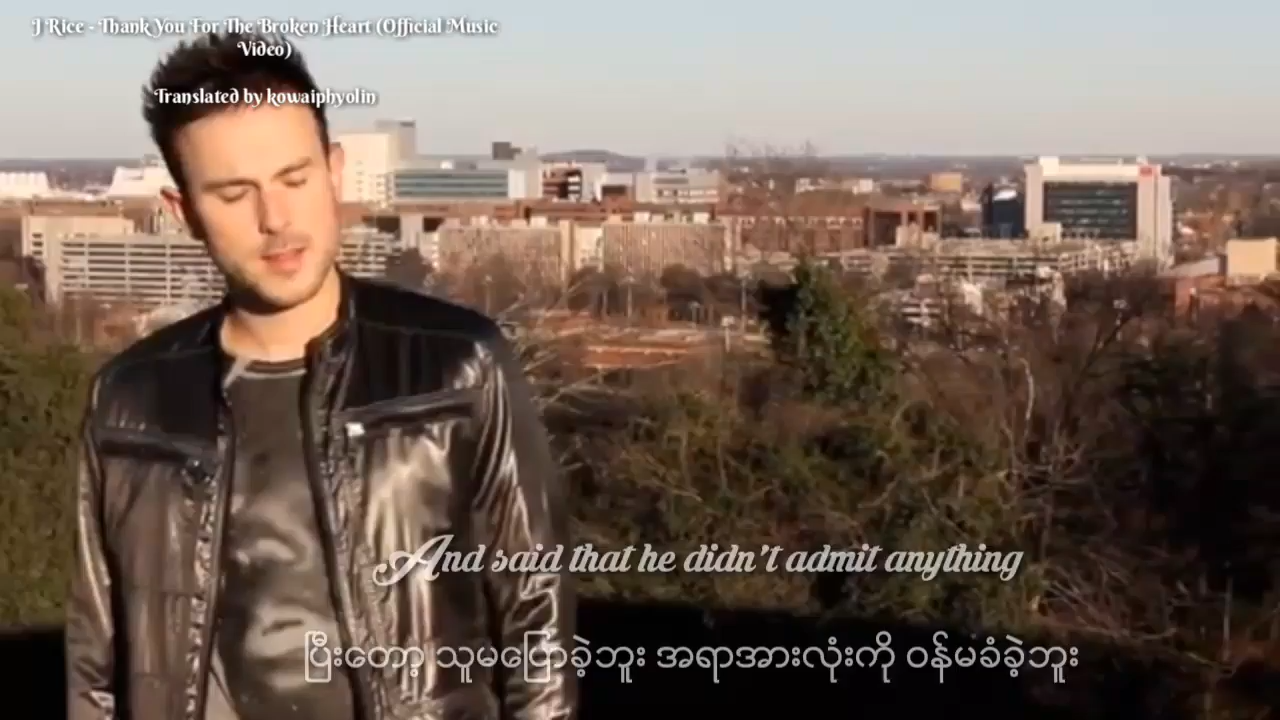 J Rice - Thank You For The Broken Heart (Official Music
Video)
Translated by kowaiphyolin
And said that he didn't admit anything
ပြီးတော့ သူမပြောခဲ့ဘူး အရာအားလုံးကို ဝန်မခံခဲ့ဘူး